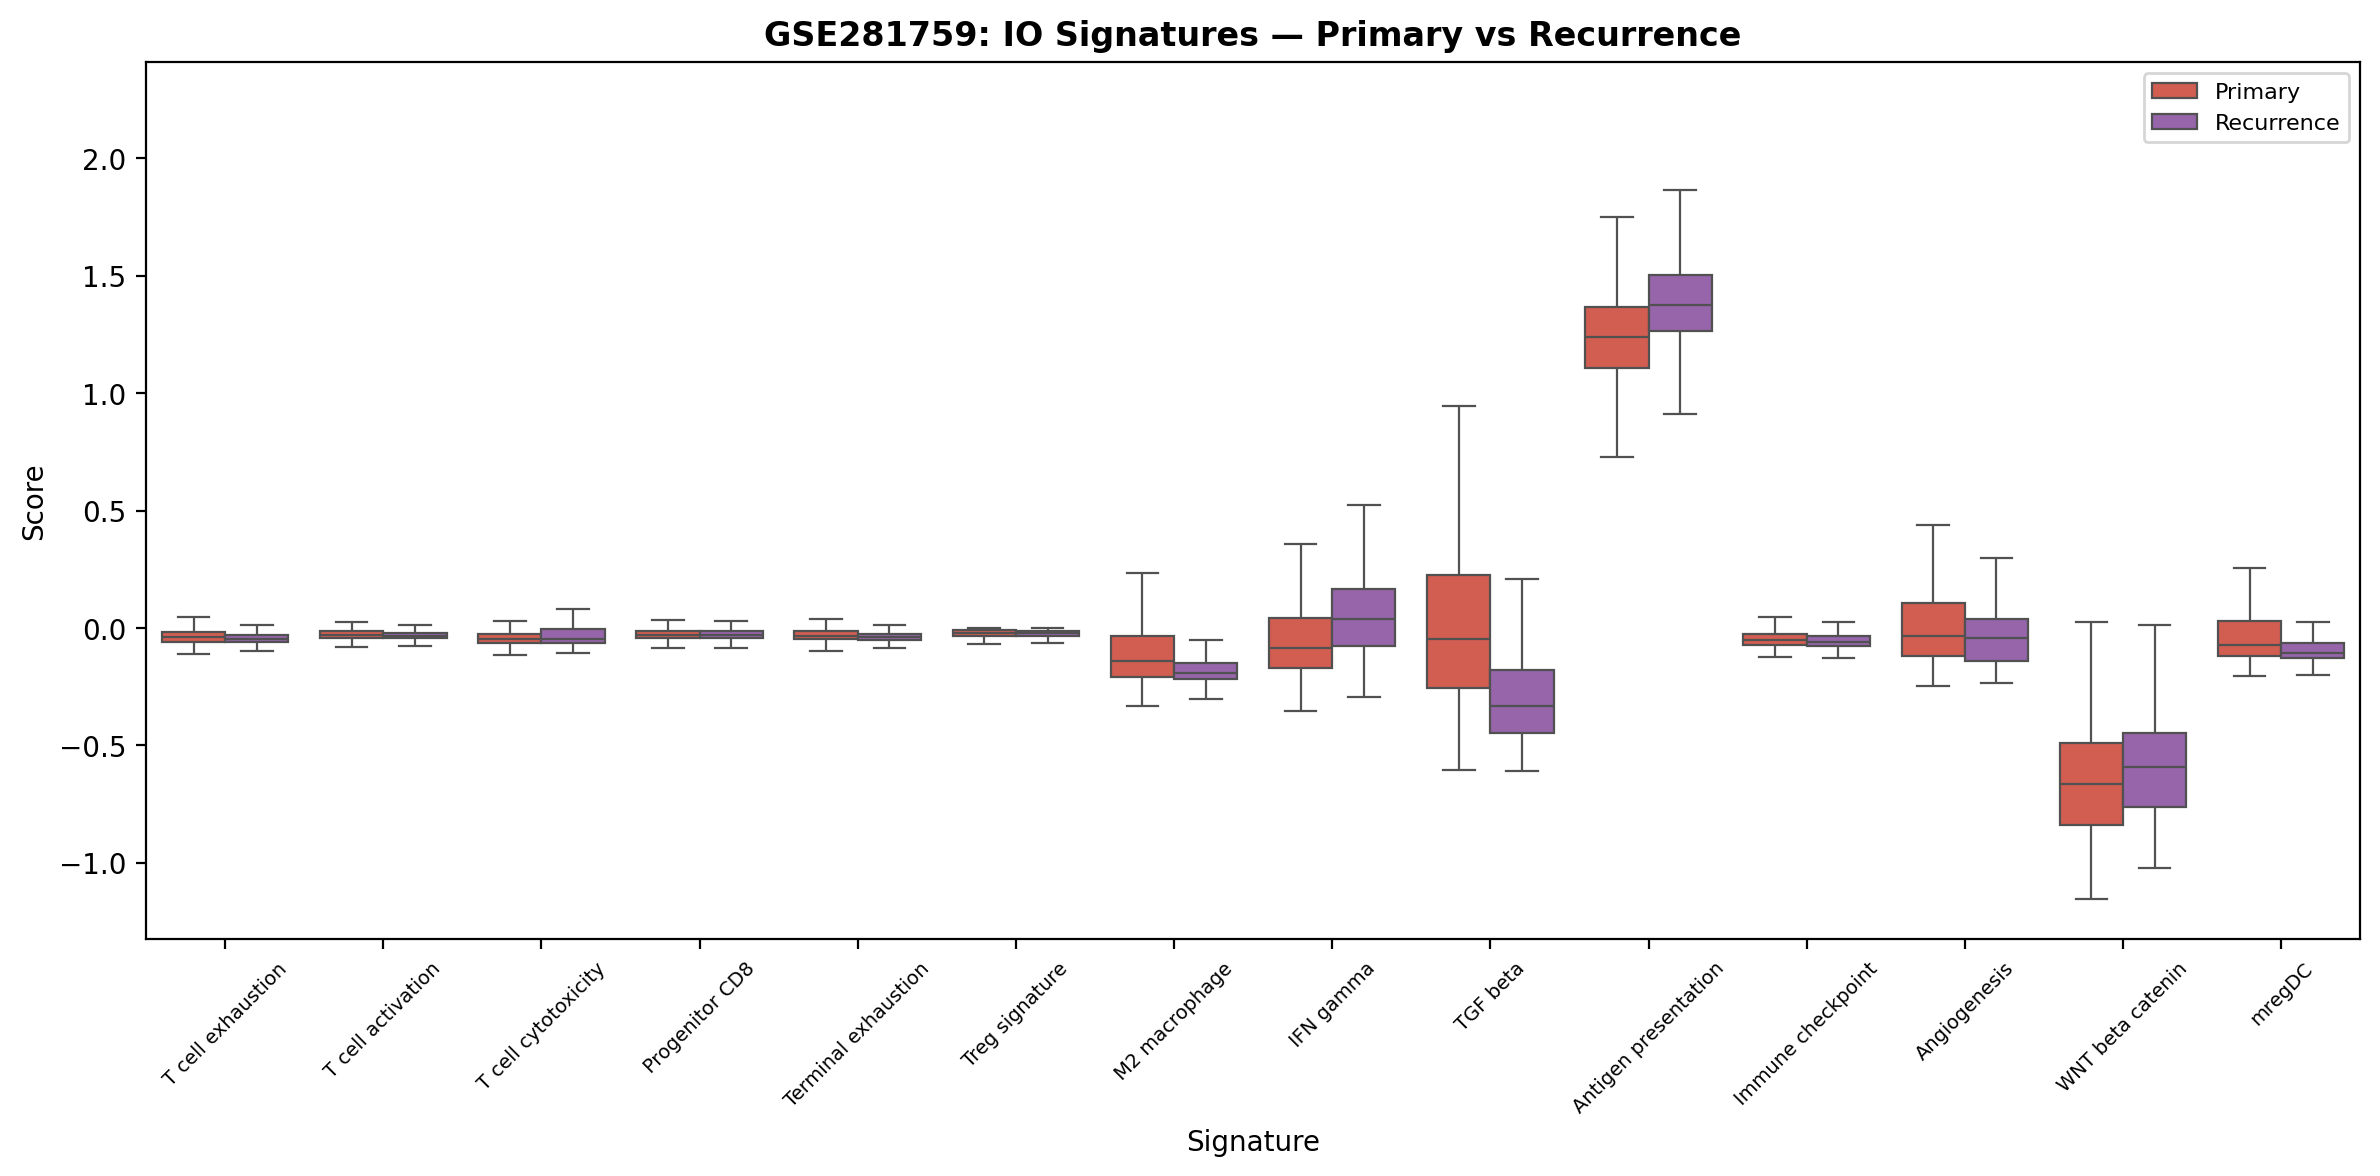 GSE281759: IO Signatures — Primary vs Recurrence
Primary
Recurrence
Score
2.0
1.5
1.0
0.5
0.0
−0.5
−1.0
T cell exhaustion
T cell activation
T cell cytotoxicity
Progenitor CD8
Terminal exhaustion
Treg signature
M2 macrophage
IFN gamma
TGF beta
Antigen presentation
Immune checkpoint
Angiogenesis
WNT beta catenin
mregDC
Signature